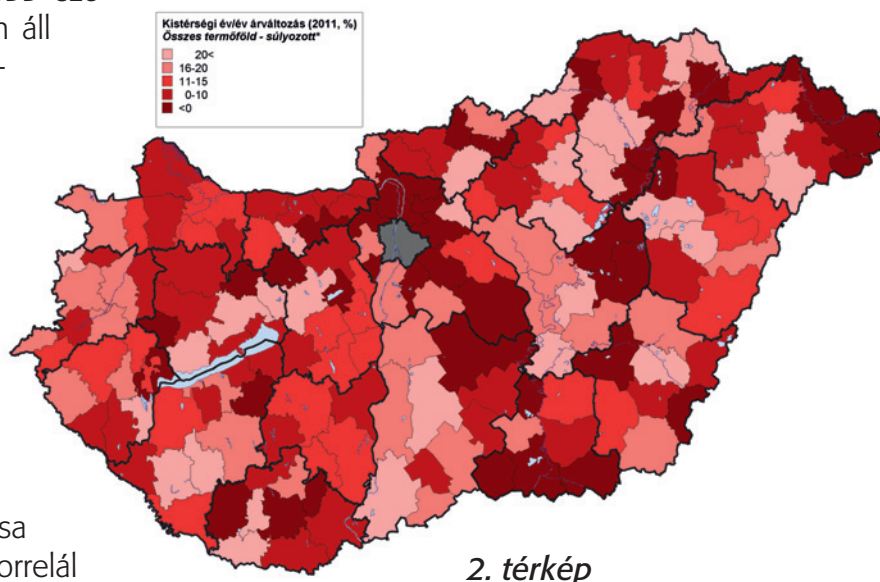 n áll
-
Kistérségi év/év árváltozás (2011, %)
Összes termőföld - súlyozott*
20<
16-20
11-15
0-10
<0
sa
orrelál
2. térkép